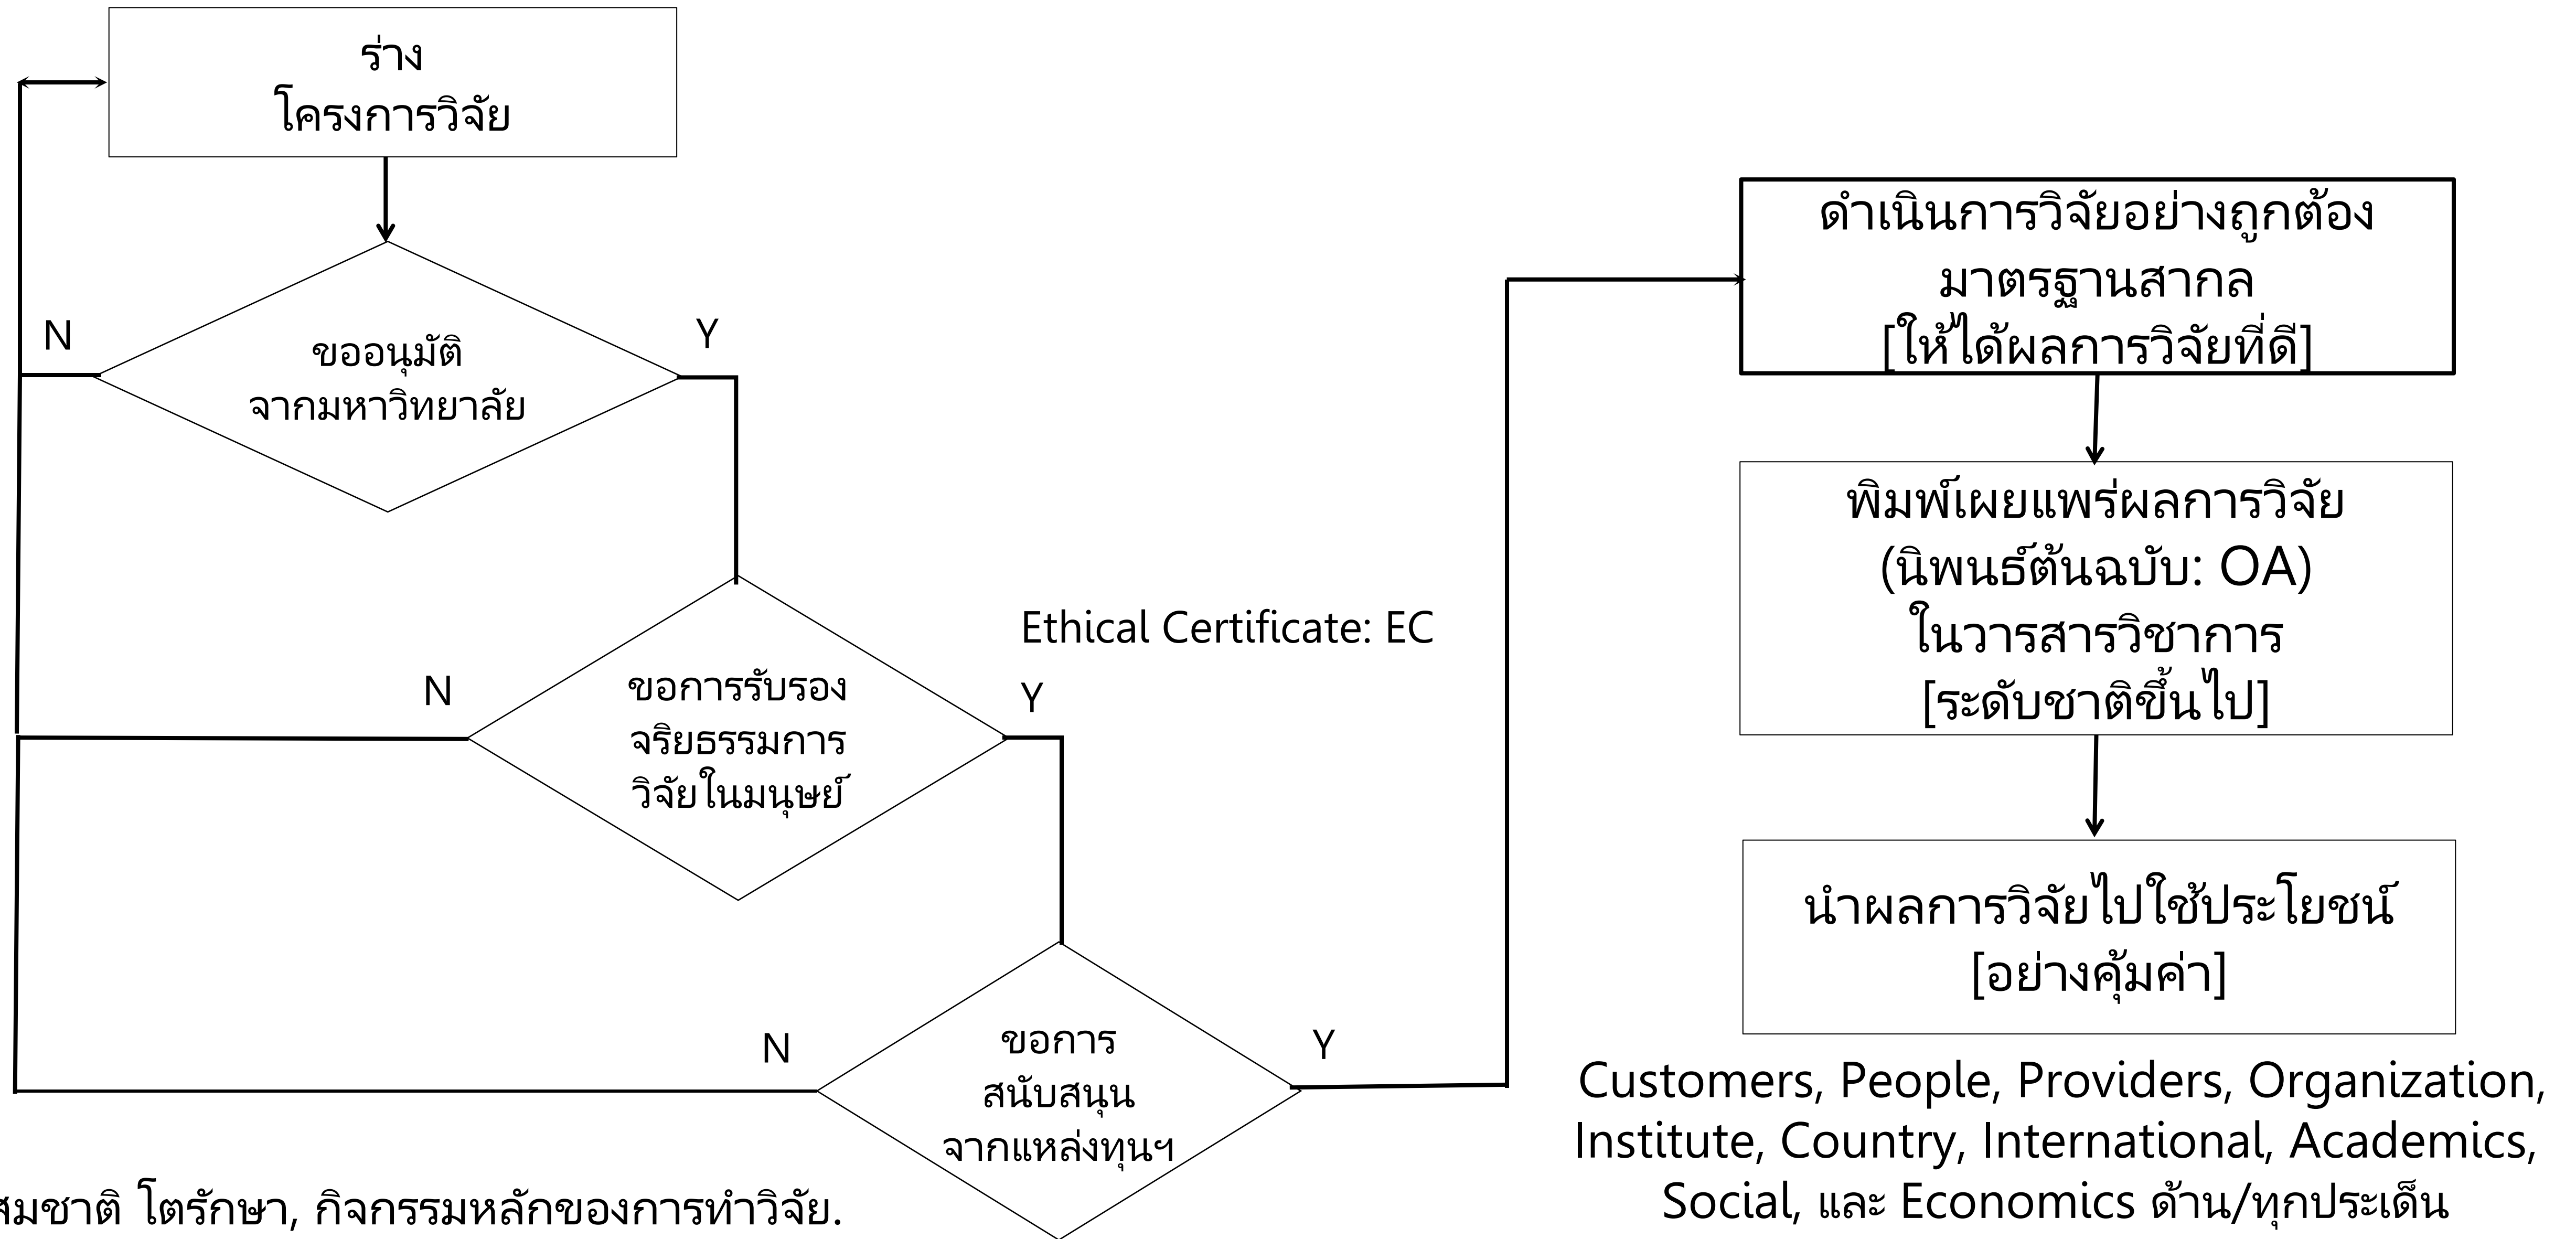 ร่าง
โครงการวิจัย
N
Y
ขออนุมัติ
จากมหาวิทยาลัย
Ethical Certificate: EC
N
Y
ขอการรับรอง
จริยธรรมการ
วิจัยในมนุษย์
N
Y
ขอการ
สนับสนุน
จากแหล่งทุนฯ
ดำเนินการวิจัยอย่างถูกต้อง
มาตรฐานสากล
[ให้ได้ผลการวิจัยที่ดี]
พิมพ์เผยแพร่ผลการวิจัย
(นิพนธ์ต้นฉบับ: OA)
ในวารสารวิชาการ
[ระดับชาติขึ้นไป]
นำผลการวิจัยไปใช้ประโยชน์
[อย่างคุ้มค่า]
Customers, People, Providers, Organization,
Institute, Country, International, Academics,
Social, และ Economics ด้าน/ทุกประเด็น
สมชาติ โตรักษา, กิจกรรมหลักของการทำวิจัย.